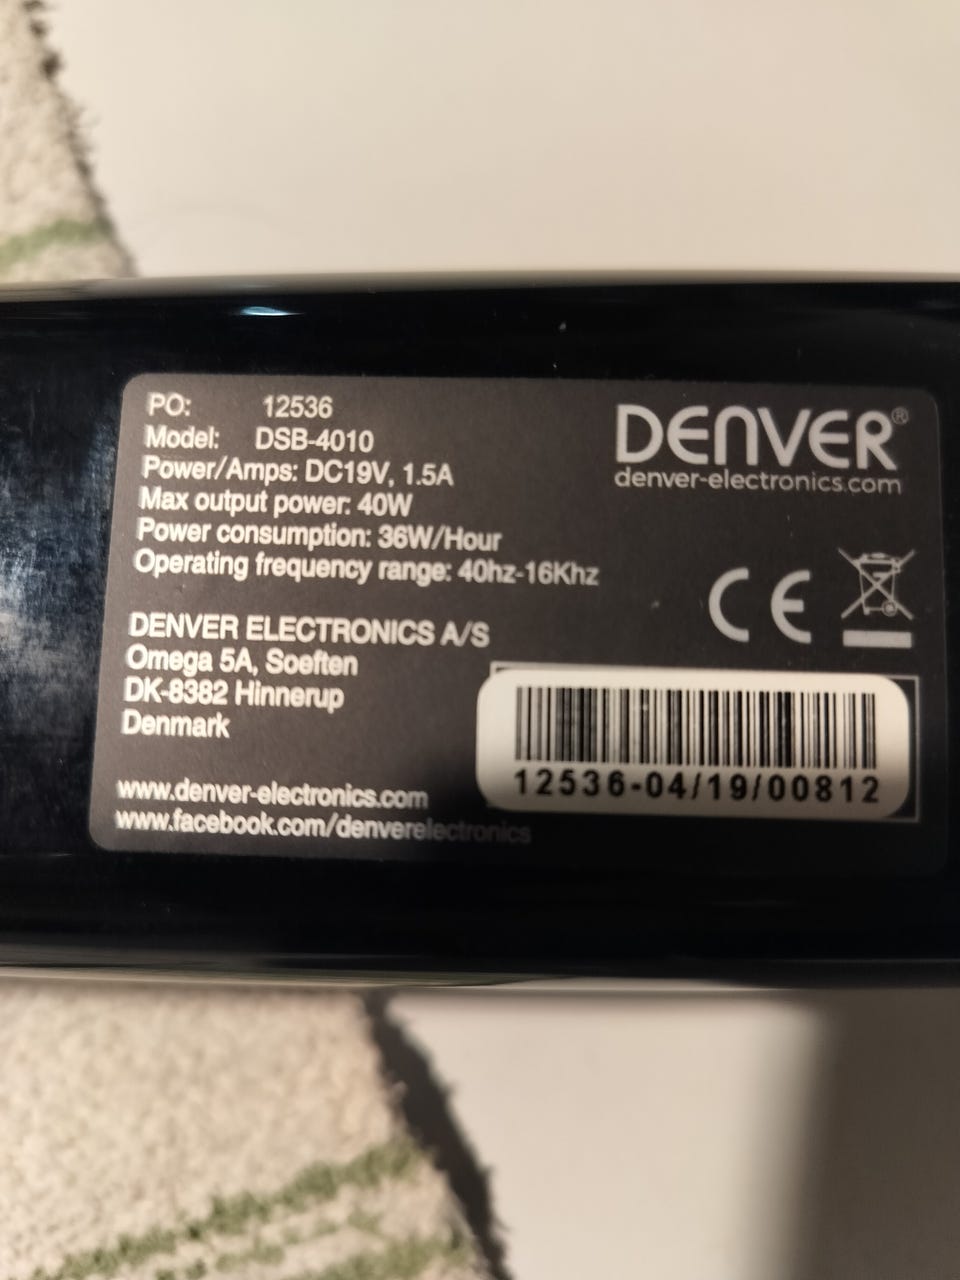 PO: 12536
Model: DSB-4010
Power/Amps: DC19V, 1.5A
Max output power: 40W
Power consumption: 36W/Hour
Operating frequency range: 40hz-16Khz
DENVER ELECTRONICS A/S
Omega 5A, Soeften
DK-8382 Hinnerup
Denmark
www.denver-electronics.com
www.facebook.com/denverelectronics
DENVER®
denver-electronics.com
CE
12536-04/19/00812